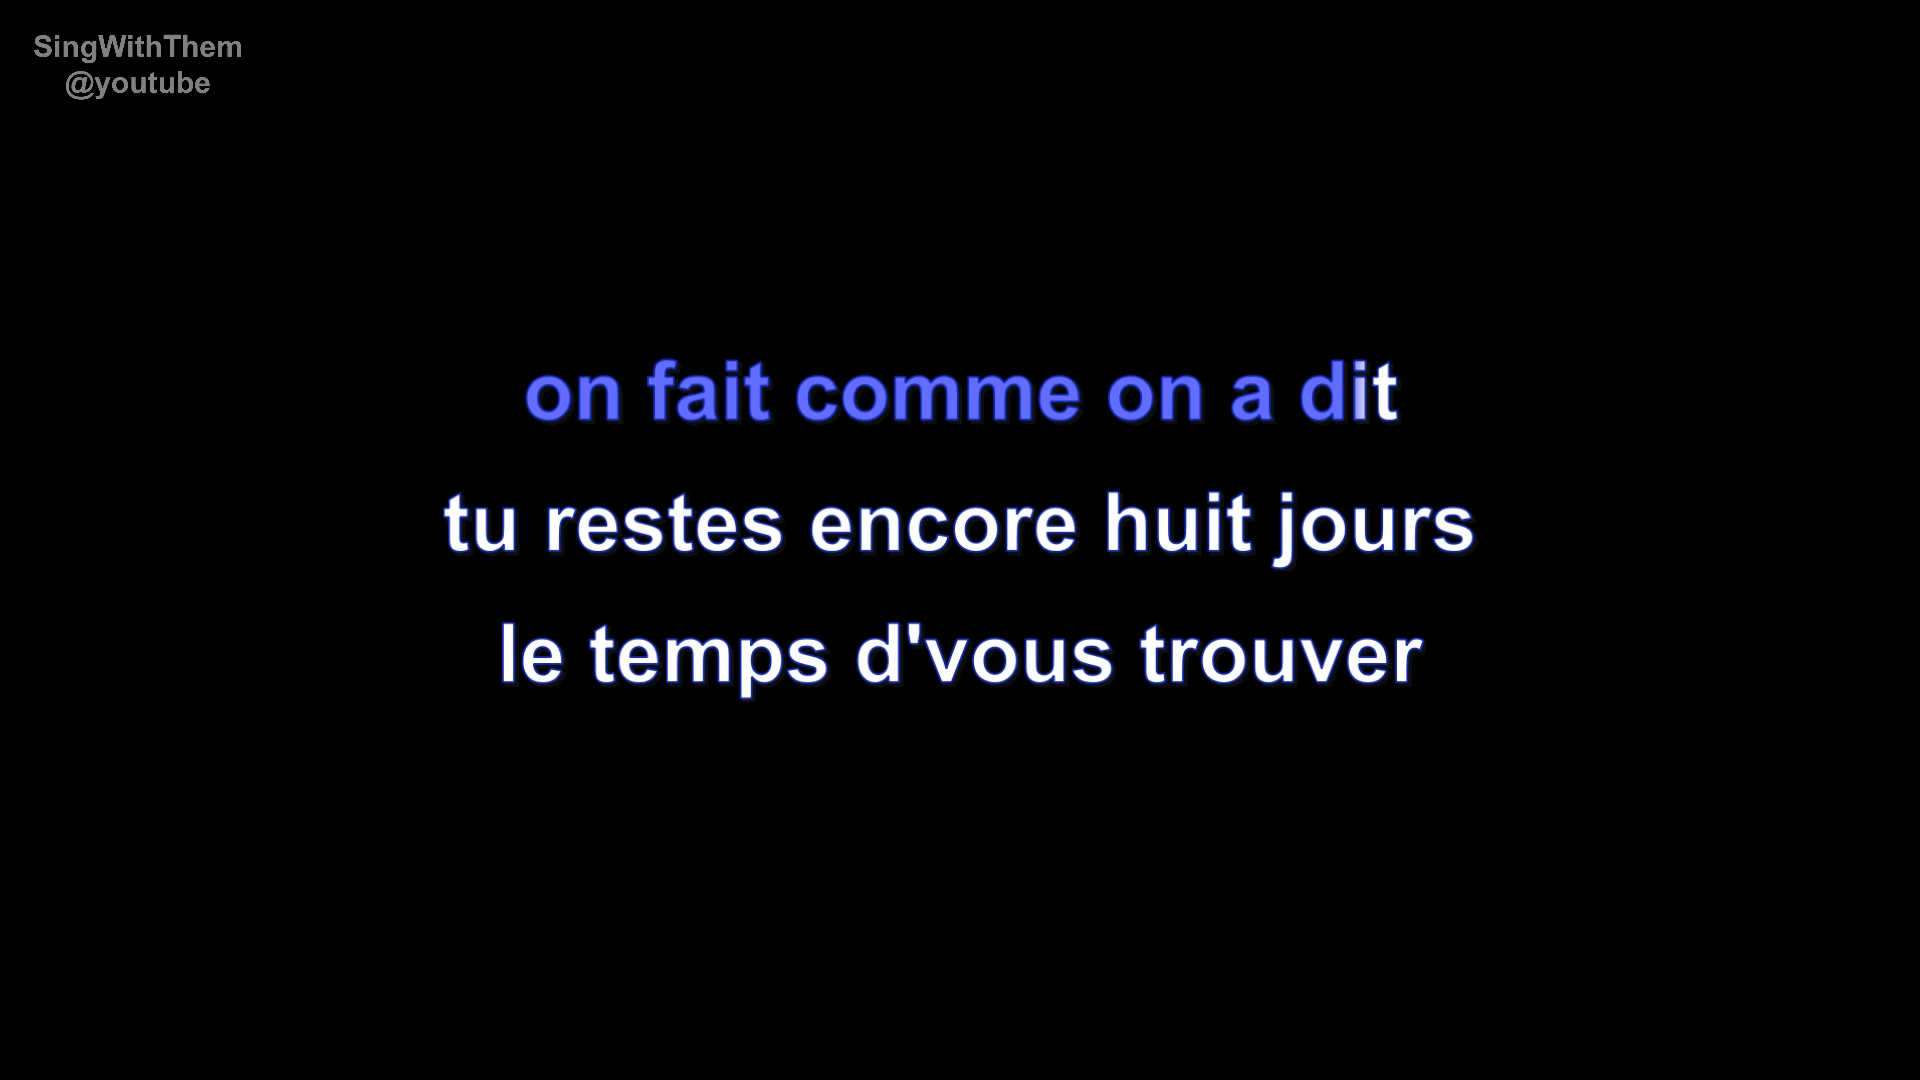 SingWithThem
@youtube
on fait comme on a dit
tu restes encore huit jours
le temps d'vous trouver